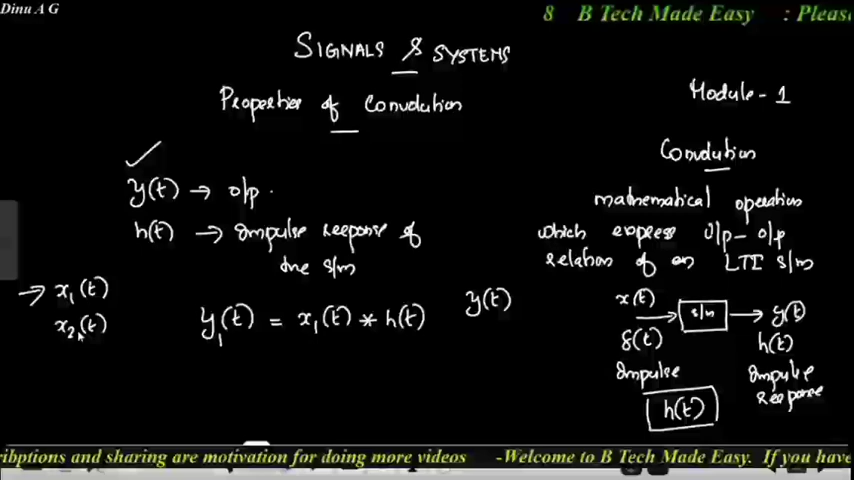 Dinu A G
8 B Tech Made Easy : Please
SIGNALS & SYSTEMS
Properties of Convolution
Module - 1
y(t) → o/p .
h(t) → Impulse Response of
the s/m
→ x₁(t)
x₂(t)
y₁(t) = x₁(t) * h(t)
y(t)
Convolution
mathematical operation
which express i/p - o/p
relation of an LTI s/m
x(t) → s/m → y(t)
δ(t) h(t)
Impulse Impulse
response
h(t)
ribptions and sharing are motivation for doing more videos -Welcome to B Tech Made Easy. If you have